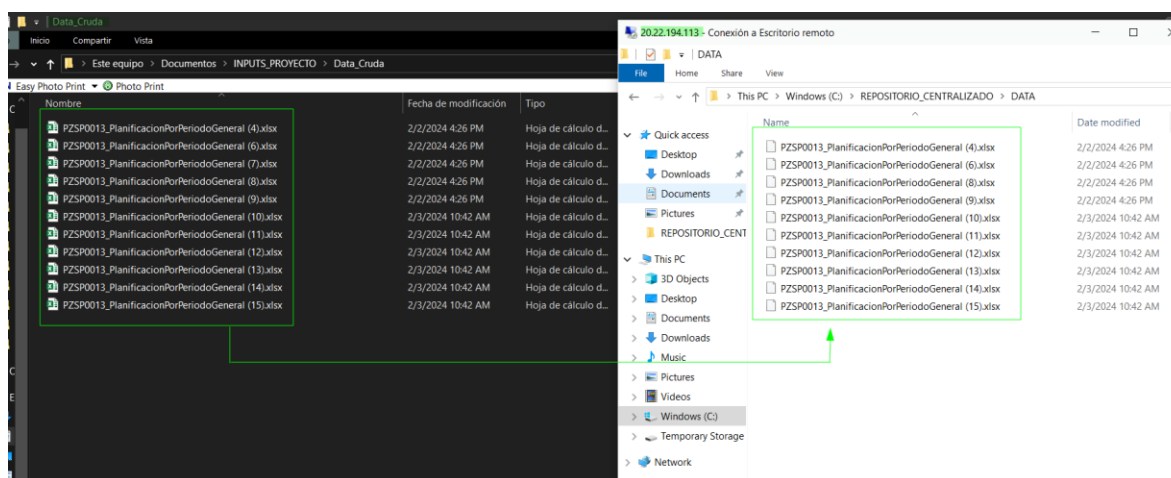 Data_Cruda
Inicio Compartir Vista
Este equipo > Documentos > INPUTS_PROYECTO > Data_Cruda
Easy Photo Print Photo Print
Nombre Fecha de modificación Tipo
PZSP0013_PlanificacionPorPeriodoGeneral (4).xlsx 2/2/2024 4:26 PM Hoja de cálculo d...
PZSP0013_PlanificacionPorPeriodoGeneral (6).xlsx 2/2/2024 4:26 PM Hoja de cálculo d...
PZSP0013_PlanificacionPorPeriodoGeneral (7).xlsx 2/2/2024 4:26 PM Hoja de cálculo d...
PZSP0013_PlanificacionPorPeriodoGeneral (8).xlsx 2/2/2024 4:26 PM Hoja de cálculo d...
PZSP0013_PlanificacionPorPeriodoGeneral (9).xlsx 2/2/2024 4:26 PM Hoja de cálculo d...
PZSP0013_PlanificacionPorPeriodoGeneral (10).xlsx 2/3/2024 10:42 AM Hoja de cálculo d...
PZSP0013_PlanificacionPorPeriodoGeneral (11).xlsx 2/3/2024 10:42 AM Hoja de cálculo d...
PZSP0013_PlanificacionPorPeriodoGeneral (12).xlsx 2/3/2024 10:42 AM Hoja de cálculo d...
PZSP0013_PlanificacionPorPeriodoGeneral (13).xlsx 2/3/2024 10:42 AM Hoja de cálculo d...
PZSP0013_PlanificacionPorPeriodoGeneral (14).xlsx 2/3/2024 10:42 AM Hoja de cálculo d...
PZSP0013_PlanificacionPorPeriodoGeneral (15).xlsx 2/3/2024 10:42 AM Hoja de cálculo d...
20.22.194.113 - Conexión a Escritorio remoto
DATA
File Home Share View
This PC > Windows (C:) > REPOSITORIO_CENTRALIZADO > DATA
Quick access
Desktop
Downloads
Documents
Pictures
REPOSITORIO_CENT
This PC
3D Objects
Desktop
Documents
Downloads
Music
Pictures
Videos
Windows (C:)
Temporary Storage
Network
Name Date modified
PZSP0013_PlanificacionPorPeriodoGeneral (4).xlsx 2/2/2024 4:26 PM
PZSP0013_PlanificacionPorPeriodoGeneral (6).xlsx 2/2/2024 4:26 PM
PZSP0013_PlanificacionPorPeriodoGeneral (8).xlsx 2/2/2024 4:26 PM
PZSP0013_PlanificacionPorPeriodoGeneral (9).xlsx 2/2/2024 4:26 PM
PZSP0013_PlanificacionPorPeriodoGeneral (10).xlsx 2/3/2024 10:42 AM
PZSP0013_PlanificacionPorPeriodoGeneral (11).xlsx 2/3/2024 10:42 AM
PZSP0013_PlanificacionPorPeriodoGeneral (12).xlsx 2/3/2024 10:42 AM
PZSP0013_PlanificacionPorPeriodoGeneral (13).xlsx 2/3/2024 10:42 AM
PZSP0013_PlanificacionPorPeriodoGeneral (14).xlsx 2/3/2024 10:42 AM
PZSP0013_PlanificacionPorPeriodoGeneral (15).xlsx 2/3/2024 10:42 AM